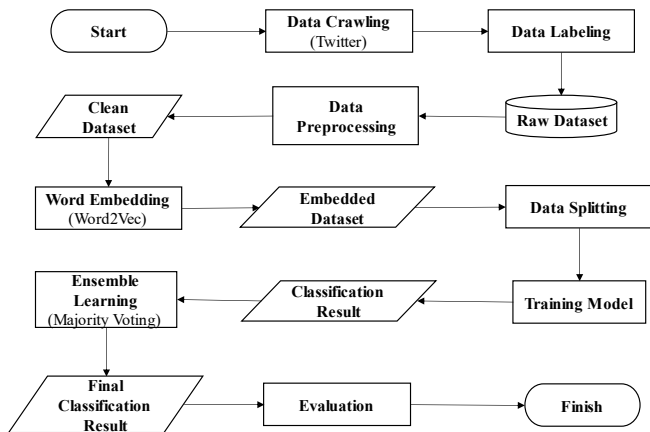 Start
Data Crawling
(Twitter)
Data Labeling
Clean
Dataset
Data
Preprocessing
Raw Dataset
Word Embedding
(Word2Vec)
Embedded
Dataset
Data Splitting
Ensemble
Learning
(Majority Voting)
Classification
Result
Training Model
Final
Classification
Result
Evaluation
Finish